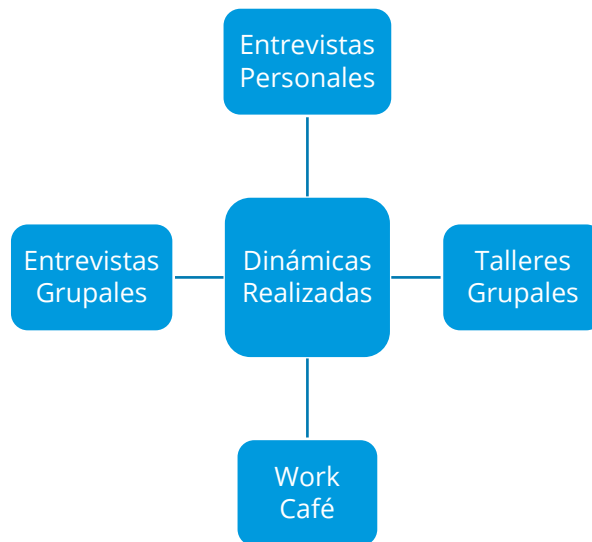 Entrevistas
Personales
Entrevistas
Grupales
Dinámicas
Realizadas
Talleres
Grupales
Work
Café